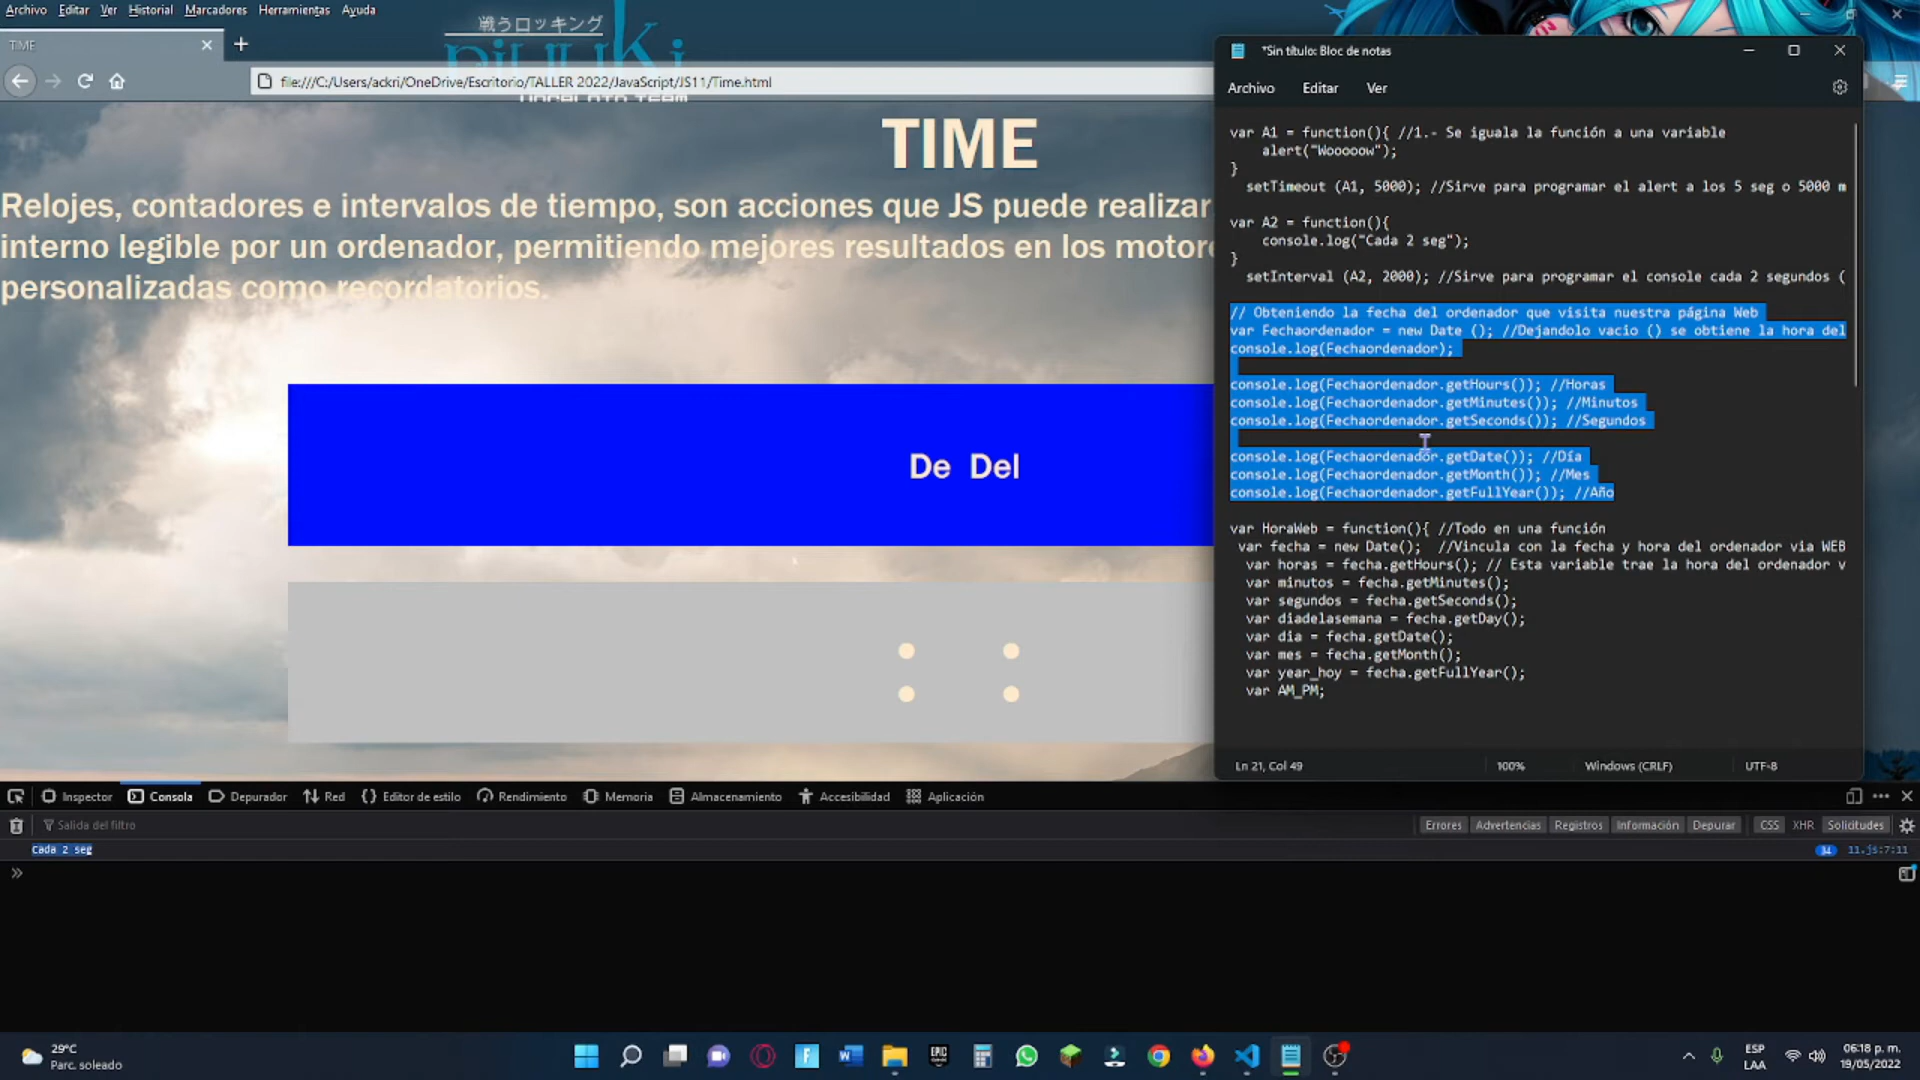 Archivo Editar Ver Historial Marcadores Herramientas Ayuda
戦うロッキング
TIME
file:///C:/Users/ackri/OneDrive/Escritorio/TALLER 2022/JavaScript/JS11/Time.html
TIME
Relojes, contadores e intervalos de tiempo, son acciones que JS puede realizar
interno legible por un ordenador, permitiendo mejores resultados en los motore
personalizadas como recordatorios.
De Del
: :
*Sin título: Bloc de notas
Archivo Editar Ver
var A1 = function(){ //1.- Se iguala la función a una variable
alert("Wooooow");
}
setTimeout (A1, 5000); //Sirve para programar el alert a los 5 seg o 5000 m
var A2 = function(){
console.log("Cada 2 seg");
}
setInterval (A2, 2000); //Sirve para programar el console cada 2 segundos (
// Obteniendo la fecha del ordenador que visita nuestra página Web
var Fechaordenador = new Date (); //Dejandolo vacio () se obtiene la hora del
console.log(Fechaordenador);
console.log(Fechaordenador.getHours()); //Horas
console.log(Fechaordenador.getMinutes()); //Minutos
console.log(Fechaordenador.getSeconds()); //Segundos
console.log(Fechaordenador.getDate()); //Día
console.log(Fechaordenador.getMonth()); //Mes
console.log(Fechaordenador.getFullYear()); //Año
var HoraWeb = function(){ //Todo en una función
var fecha = new Date(); //Vincula con la fecha y hora del ordenador via WEB
var horas = fecha.getHours(); // Esta variable trae la hora del ordenador v
var minutos = fecha.getMinutes();
var segundos = fecha.getSeconds();
var diadelasemana = fecha.getDay();
var dia = fecha.getDate();
var mes = fecha.getMonth();
var year_hoy = fecha.getFullYear();
var AM_PM;
Ln 21, Col 49 100% Windows (CRLF) UTF-8
Inspector Consola Depurador Red Editor de estilo Rendimiento Memoria Almacenamiento Accesibilidad Aplicación
Salida del filtro Errores Advertencias Registros Información Depurar CSS XHR Solicitudes
Cada 2 seg 34 11.js:7:11
29°C
Parc. soleado
ESP
LAA
06:18 p. m.
19/05/2022